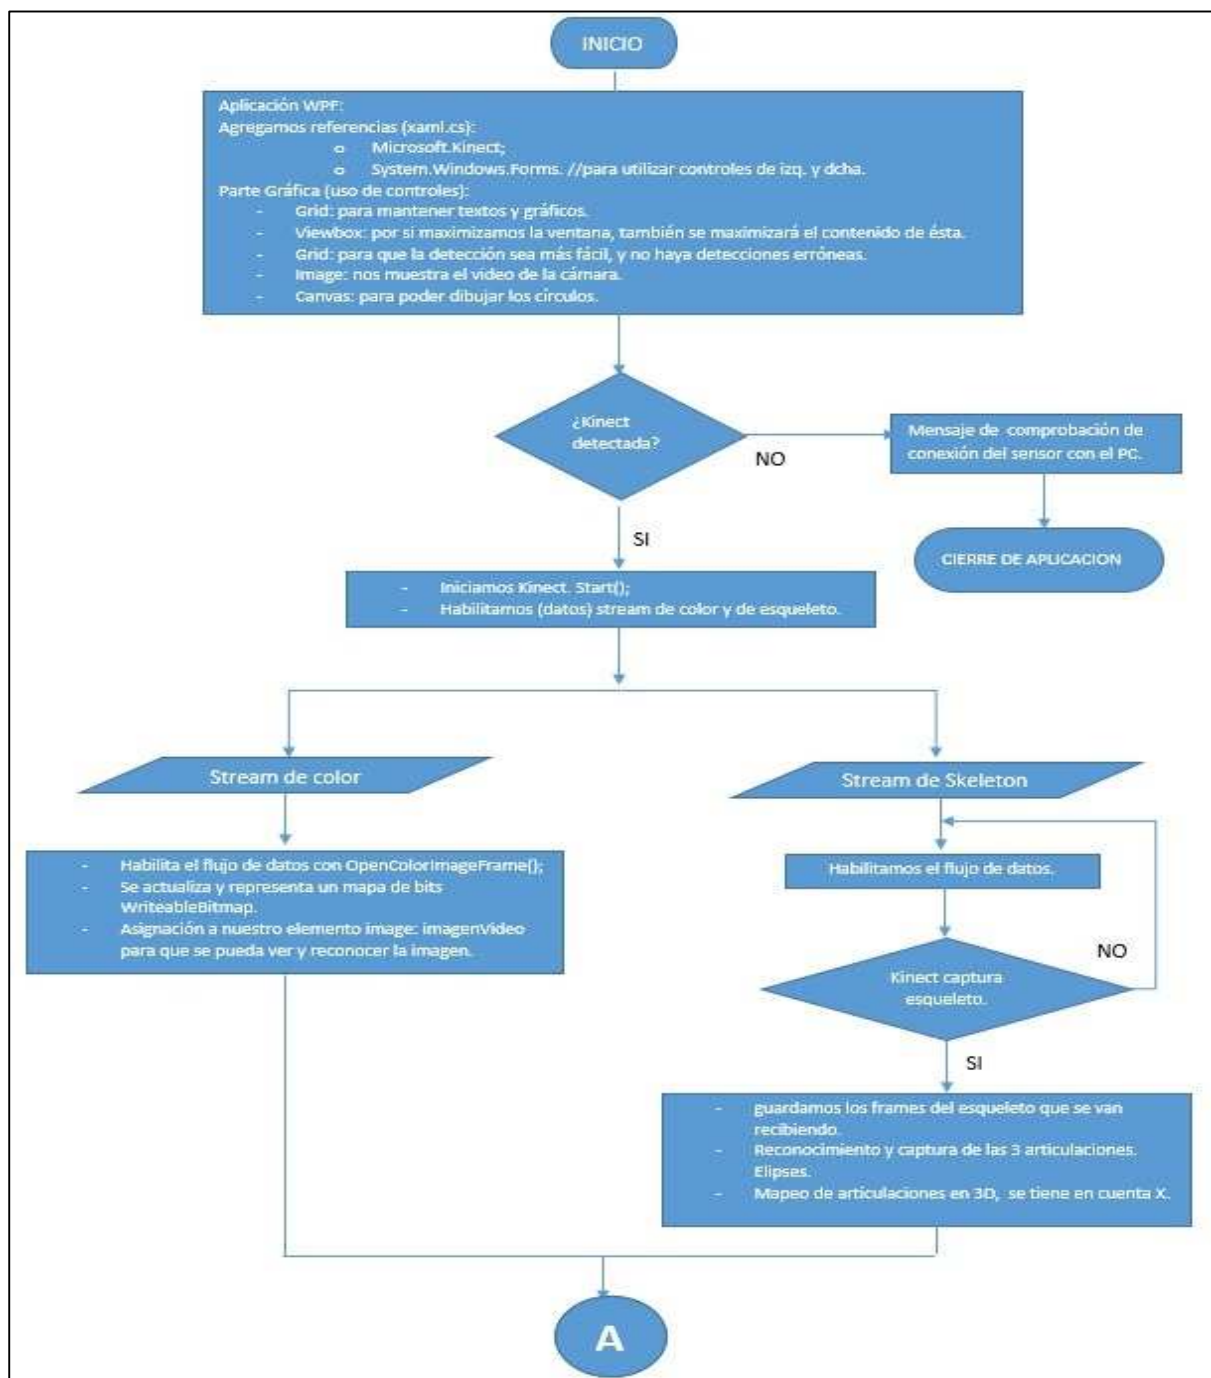 INICIO
Aplicación WPF:
Agregamos referencias (xaml.cs):
o Microsoft.Kinect;
o System.Windows.Forms. //para utilizar controles de izq. y dcha.
Parte Gráfica (uso de controles):
- Grid: para mantener textos y gráficos.
- Viewbox: por si maximizamos la ventana, también se maximizará el contenido de ésta.
- Grid: para que la detección sea más fácil, y no haya detecciones erróneas.
- Image: nos muestra el video de la cámara.
- Canvas: para poder dibujar los círculos.
¿Kinect
detectada?
NO
Mensaje de comprobación de
conexión del sensor con el PC.
CIERRE DE APLICACION
SI
- Iniciamos Kinect. Start();
- Habilitamos (datos) stream de color y de esqueleto.
Stream de color
- Habilita el flujo de datos con OpenColorImageFrame();
- Se actualiza y representa un mapa de bits
WriteableBitmap.
- Asignación a nuestro elemento image: imagenVideo
para que se pueda ver y reconocer la imagen.
Stream de Skeleton
Habilitamos el flujo de datos.
Kinect captura
esqueleto.
NO
SI
- guardamos los frames del esqueleto que se van
recibiendo.
- Reconocimiento y captura de las 3 articulaciones.
Elipses.
- Mapeo de articulaciones en 3D, se tiene en cuenta X.
A